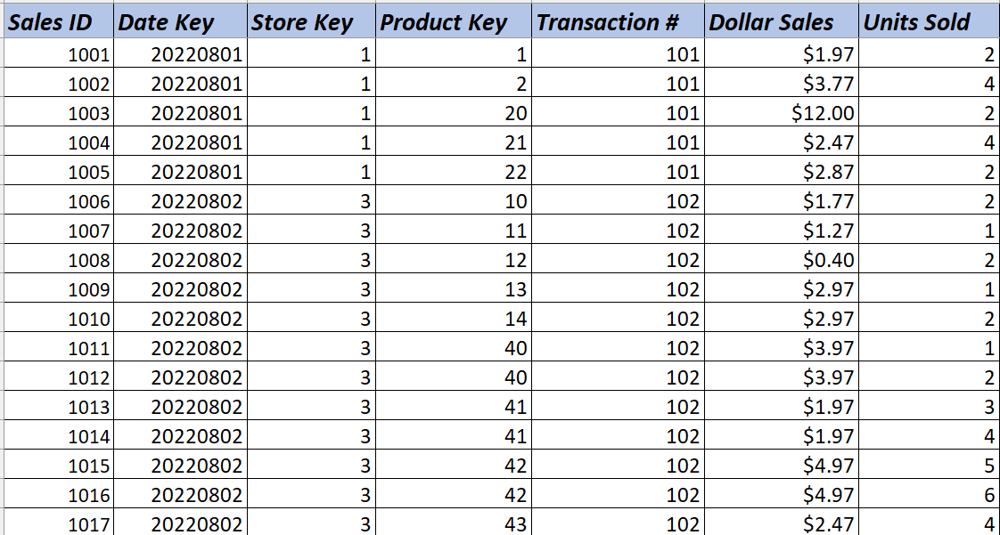 Sales ID Date Key Store Key Product Key Transaction # Dollar Sales Units Sold
1001 20220801 1 1 101 $1.97 2
1002 20220801 1 2 101 $3.77 4
1003 20220801 1 20 101 $12.00 2
1004 20220801 1 21 101 $2.47 4
1005 20220801 1 22 101 $2.87 2
1006 20220802 3 10 102 $1.77 2
1007 20220802 3 11 102 $1.27 1
1008 20220802 3 12 102 $0.40 2
1009 20220802 3 13 102 $2.97 1
1010 20220802 3 14 102 $2.97 2
1011 20220802 3 40 102 $3.97 1
1012 20220802 3 40 102 $3.97 2
1013 20220802 3 41 102 $1.97 3
1014 20220802 3 41 102 $1.97 4
1015 20220802 3 42 102 $4.97 5
1016 20220802 3 42 102 $4.97 6
1017 20220802 3 43 102 $2.47 4